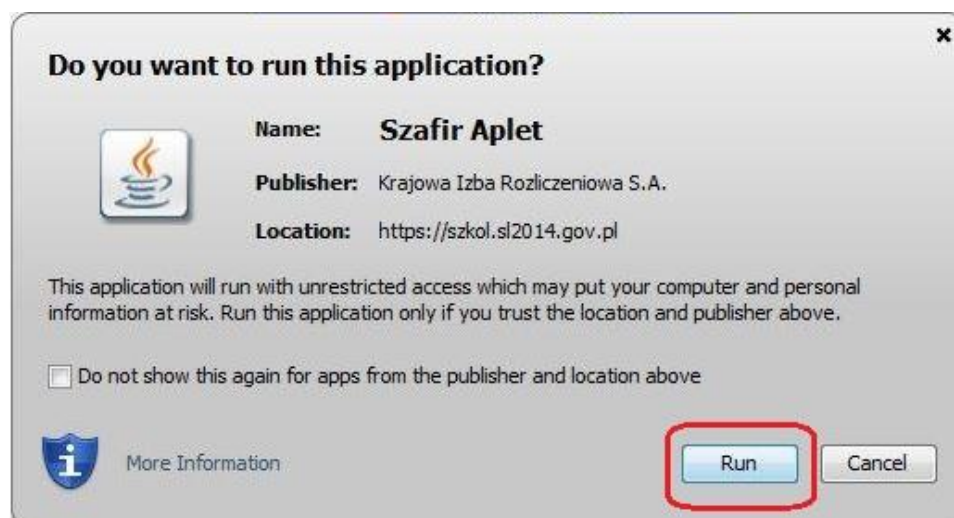 Do you want to run this application?
Name: Szafir Aplet
Publisher: Krajowa Izba Rozliczeniowa S.A.
Location: https://szkol.sl2014.gov.pl
This application will run with unrestricted access which may put your computer and personal
information at risk. Run this application only if you trust the location and publisher above.
Do not show this again for apps from the publisher and location above
More Information Run Cancel